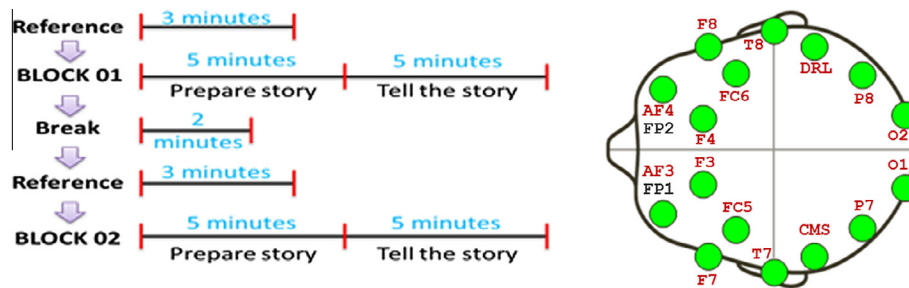 Reference
3 minutes
BLOCK 01
5 minutes
5 minutes
Prepare story
Tell the story
Break
2
minutes
Reference
3 minutes
BLOCK 02
5 minutes
5 minutes
Prepare story
Tell the story
F8
T8
DRL
FC6
P8
AF4
FP2
F4
O2
AF3
FP1
F3
O1
FC5
P7
CMS
T7
F7